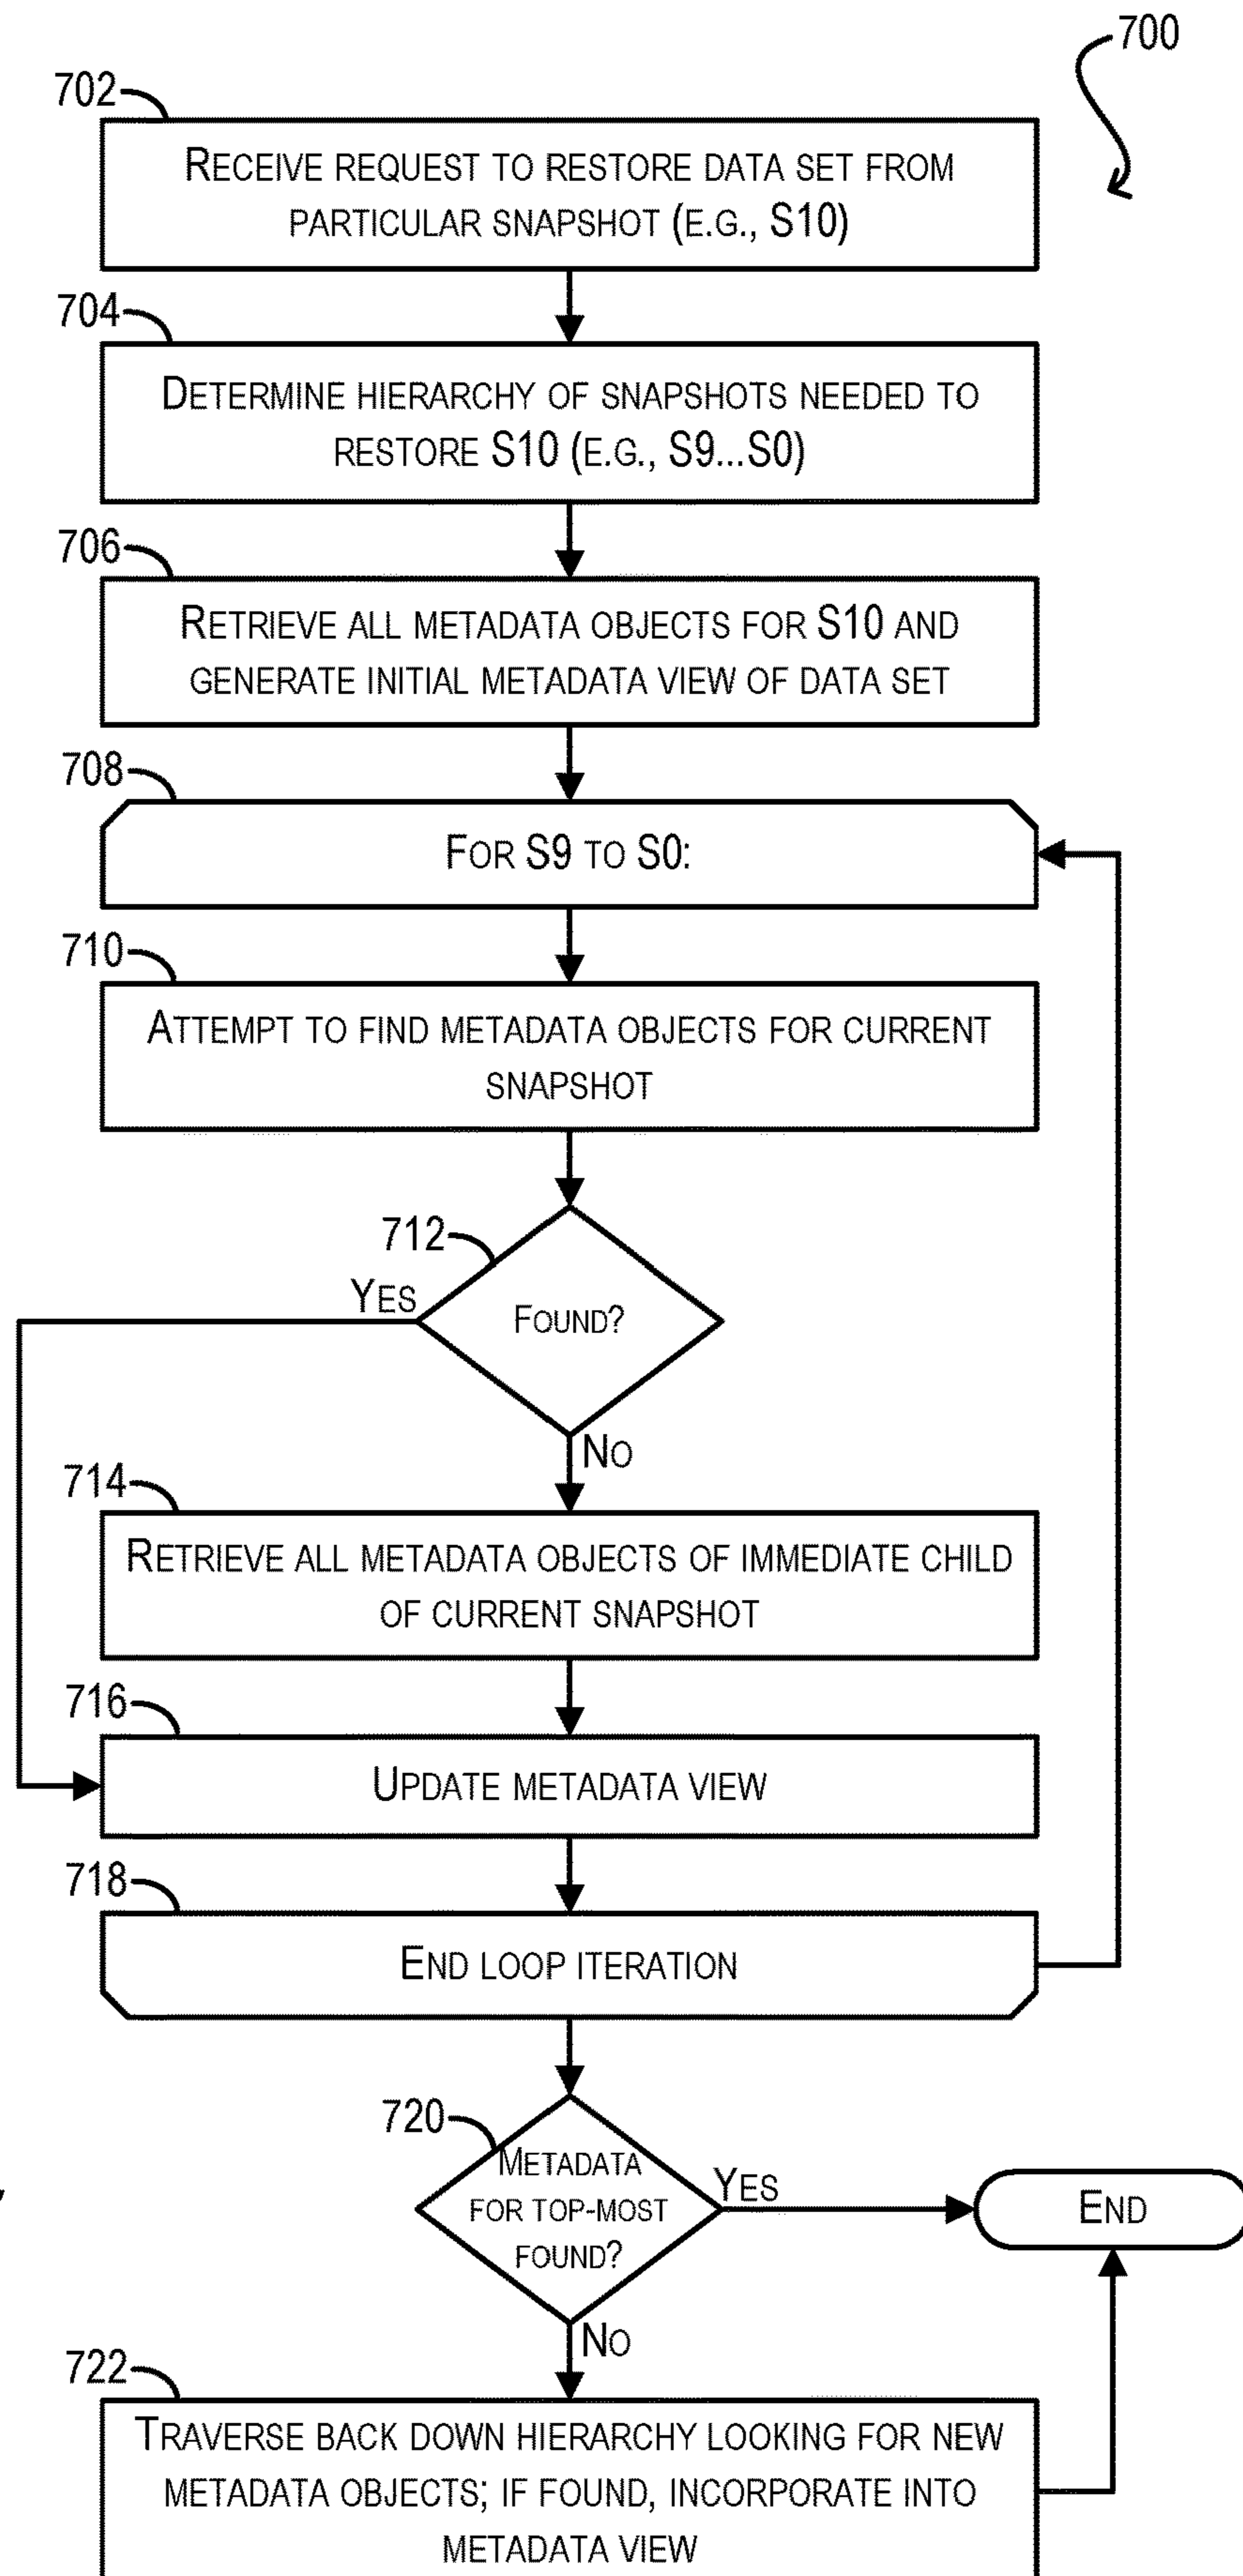 700
702
Receive request to restore data set from
particular snapshot (e.g., S10)
704
Determine hierarchy of snapshots needed to
restore S10 (e.g., S9...S0)
706
Retrieve all metadata objects for S10 and
generate initial metadata view of data set
708
For S9 to S0:
710
Attempt to find metadata objects for current
snapshot
712
Yes
Found?
No
714
Retrieve all metadata objects of immediate child
of current snapshot
716
Update metadata view
718
End loop iteration
720
Metadata
for top-most
found?
Yes
End
No
722
Traverse back down hierarchy looking for new
metadata objects; if found, incorporate into
metadata view